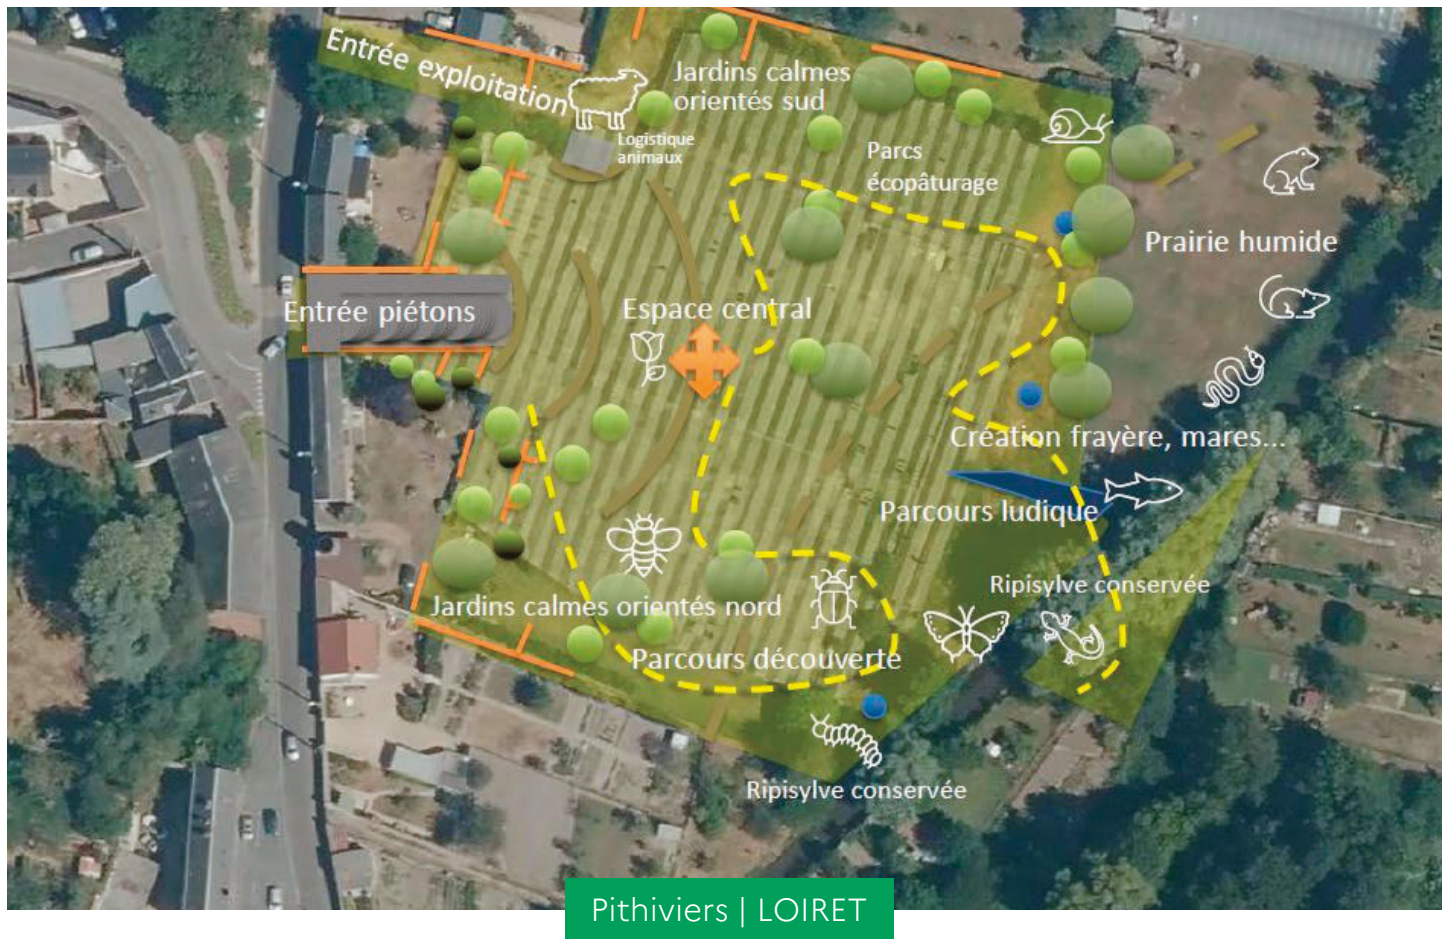 Entrée exploitation
Jardins calmes
orientés sud
Logistique
animaux
Parcs
écopâturage
Prairie humide
Entrée piétons
Espace central
Création frayère, mares...
Parcours ludique
Ripisylve conservée
Jardins calmes orientés nord
Parcours découverte
Ripisylve conservée
Pithiviers | LOIRET